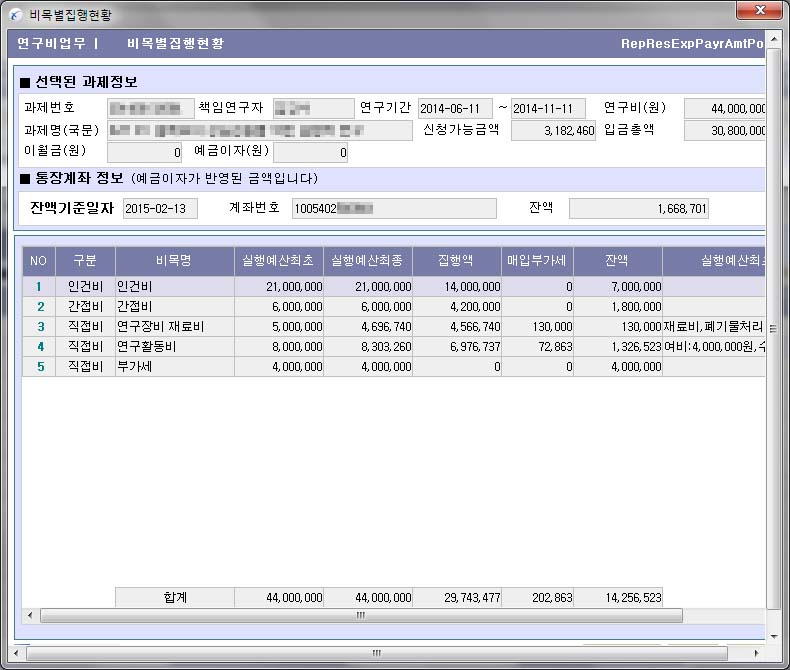 비목별집행현황
연구비업무 | 비목별집행현황 RepResExpPayrAmtPo
■ 선택된 과제정보
과제번호 책임연구자 연구기간 2014-06-11 ~ 2014-11-11 연구비(원) 44,000,000
과제명(국문) 신청가능금액 3,182,460 입금총액 30,800,000
이월금(원) 0 예금이자(원) 0
■ 통장계좌 정보 (예금이자가 반영된 금액입니다)
잔액기준일자 2015-02-13 계좌번호 1005402 잔액 1,668,701
NO 구분 비목명 실행예산최초 실행예산최종 집행액 매입부가세 잔액 실행예산최초
1 인건비 인건비 21,000,000 21,000,000 14,000,000 0 7,000,000
2 간접비 간접비 6,000,000 6,000,000 4,200,000 0 1,800,000
3 직접비 연구장비 재료비 5,000,000 4,696,740 4,566,740 130,000 130,000 재료비,폐기물처리
4 직접비 연구활동비 8,000,000 8,303,260 6,976,737 72,863 1,326,523 여비:4,000,000원,수
5 직접비 부가세 4,000,000 4,000,000 0 0 4,000,000
합계 44,000,000 44,000,000 29,743,477 202,863 14,256,523